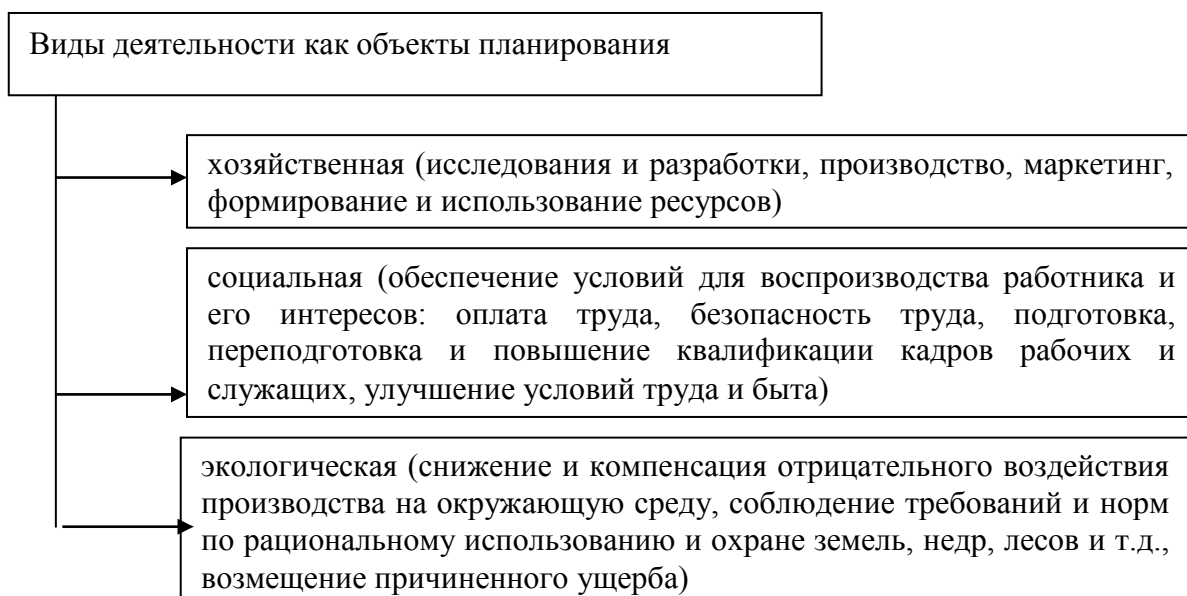 Виды деятельности как объекты планирования
хозяйственная (исследования и разработки, производство, маркетинг,
формирование и использование ресурсов)
социальная (обеспечение условий для воспроизводства работника и
его интересов: оплата труда, безопасность труда, подготовка,
переподготовка и повышение квалификации кадров рабочих и
служащих, улучшение условий труда и быта)
экологическая (снижение и компенсация отрицательного воздействия
производства на окружающую среду, соблюдение требований и норм
по рациональному использованию и охране земель, недр, лесов и т.д.,
возмещение причиненного ущерба)